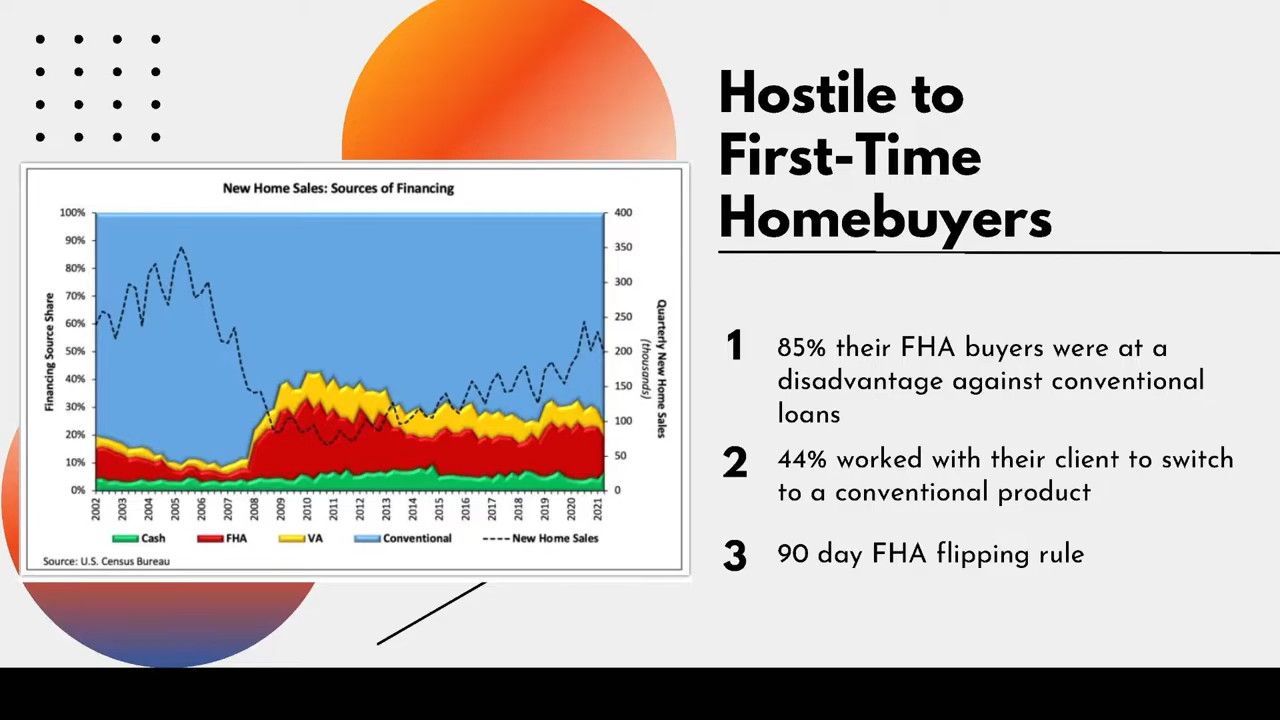 Hostile to
First-Time
Homebuyers
New Home Sales: Sources of Financing
100%
90%
80%
70%
60%
50%
40%
30%
20%
10%
0%
Financing Source Share
400
350
300
250
200
150
100
50
0
Quarterly New Home Sales
(thousands)
2002 2003 2004 2005 2006 2007 2008 2009 2010 2011 2012 2013 2014 2015 2016 2017 2018 2019 2020 2021
Cash FHA VA Conventional New Home Sales
Source: U.S. Census Bureau
1 85% their FHA buyers were at a
disadvantage against conventional
loans
2 44% worked with their client to switch
to a conventional product
3 90 day FHA flipping rule